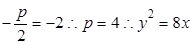 -p/2 = -2 ∴ p = 4 ∴ y² = 8x